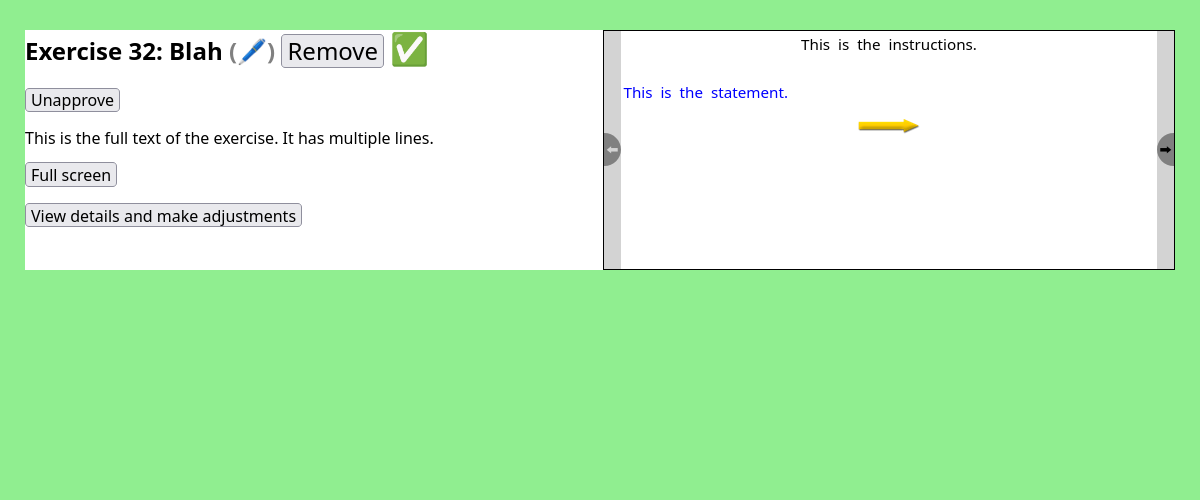 Exercise 32: Blah (🖊️) Remove ✅
Unapprove
This is the full text of the exercise. It has multiple lines.
Full screen
View details and make adjustments
This is the instructions.
This is the statement.